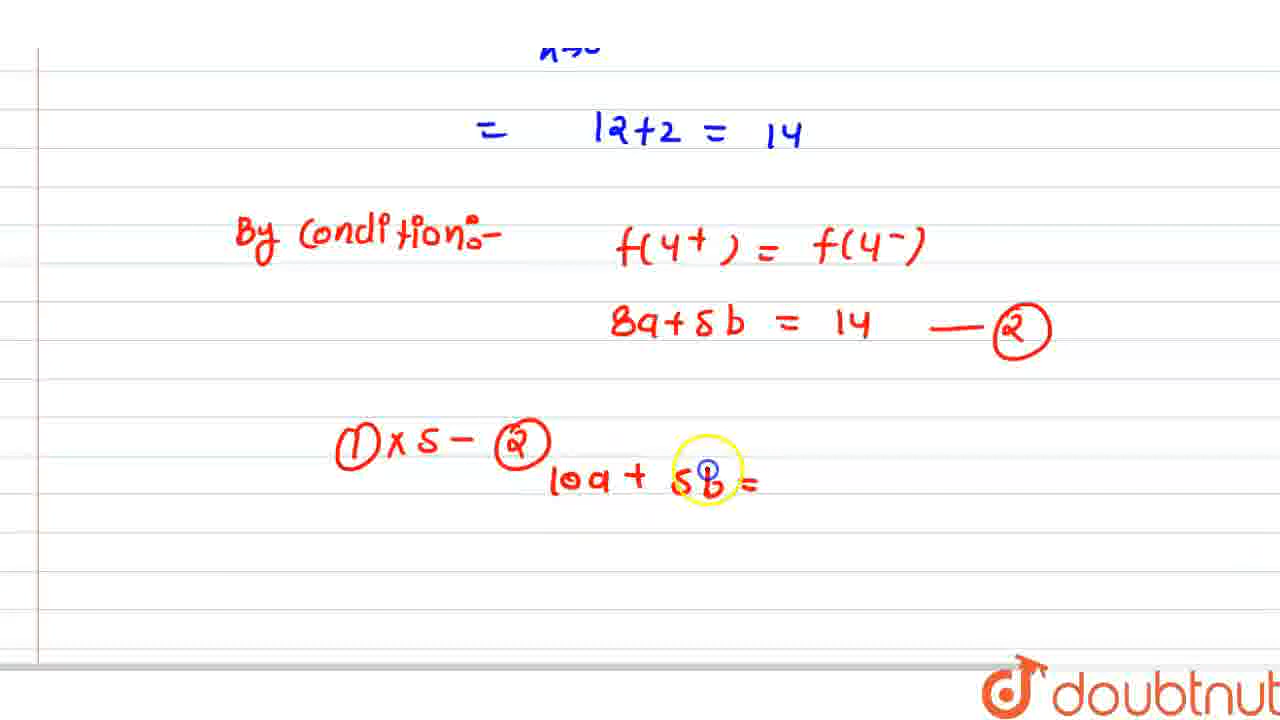 = 12+2 = 14
By Condition:- f(4+) = f(4-)
8a+5b = 14 — ②
① × 5 - ②
10a + 5b =
doubtnut